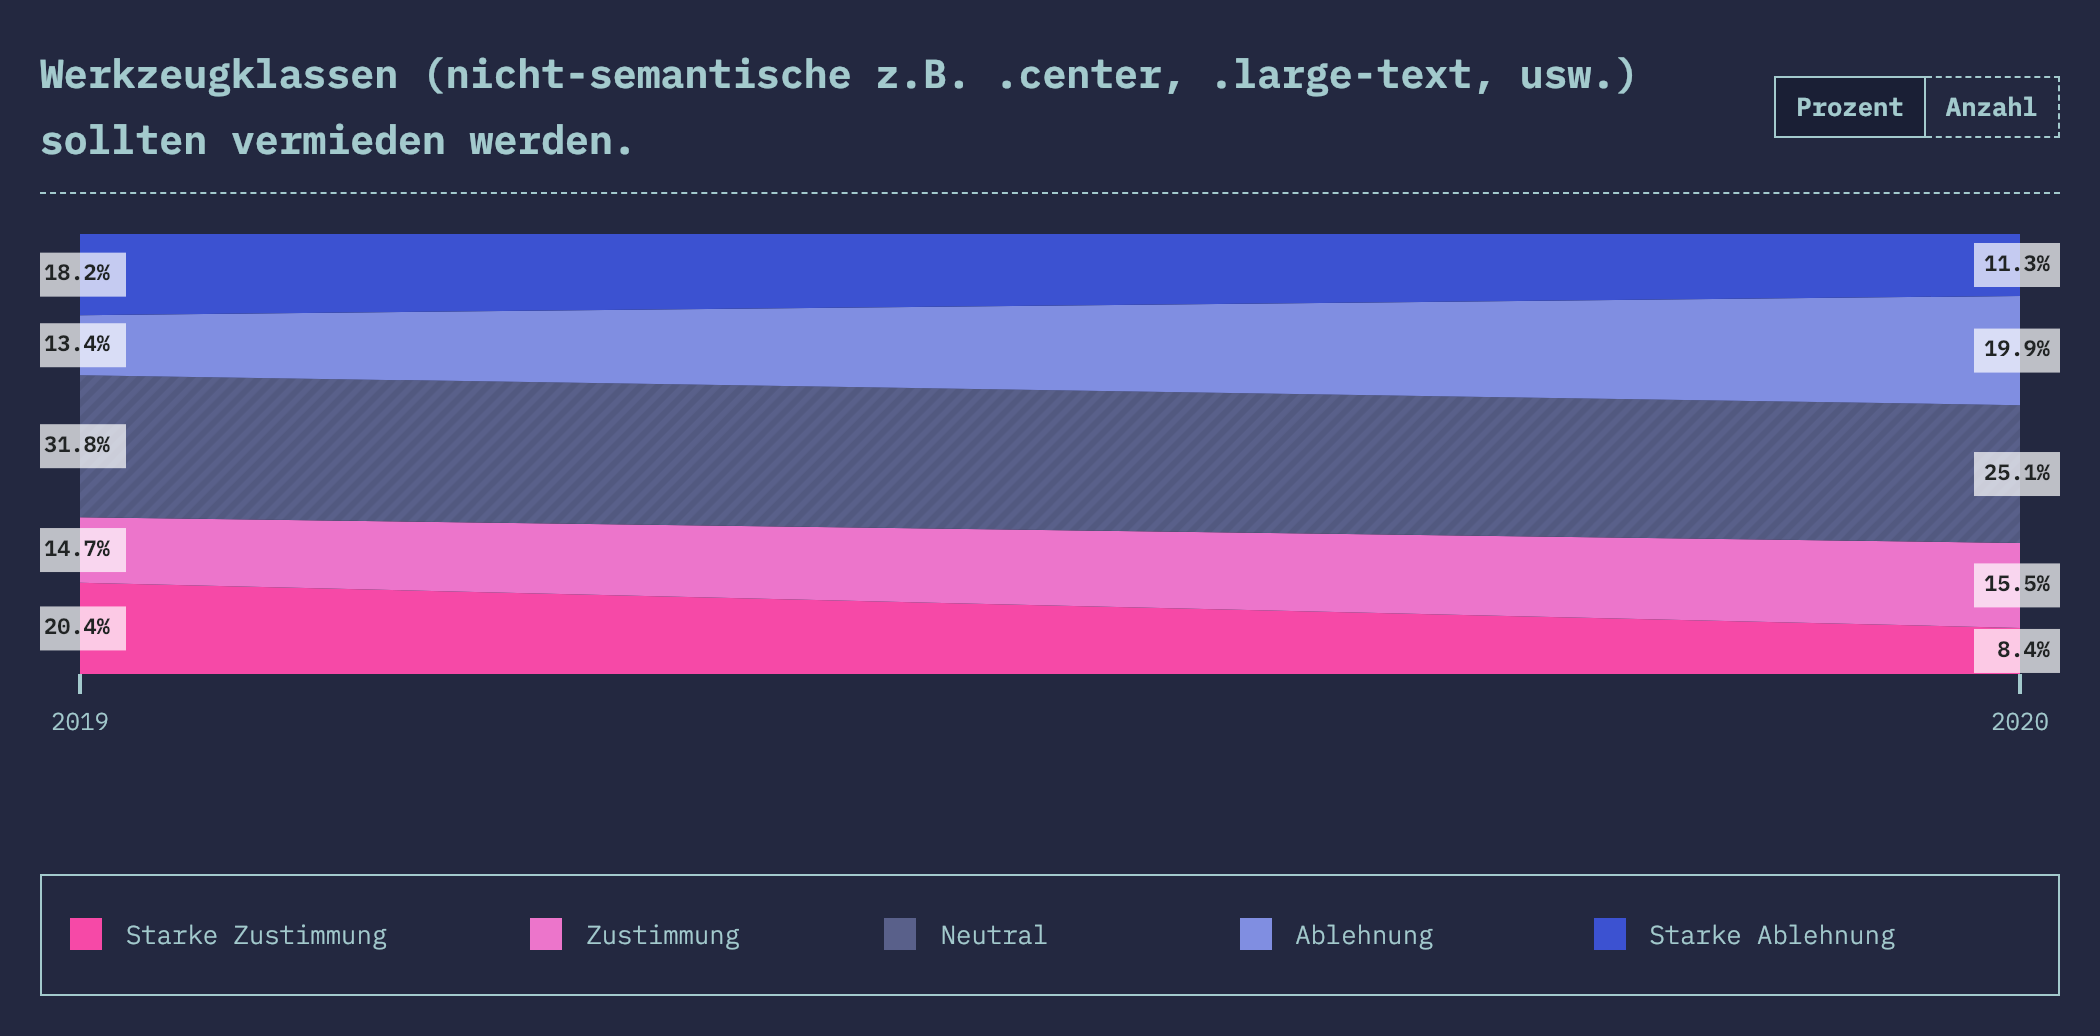 Werkzeugklassen (nicht-semantische z.B. .center, .large-text, usw.)
sollten vermieden werden.
Prozent Anzahl
18.2% 11.3%
13.4% 19.9%
31.8% 25.1%
14.7% 15.5%
20.4% 8.4%
2019 2020
Starke Zustimmung Zustimmung Neutral Ablehnung Starke Ablehnung